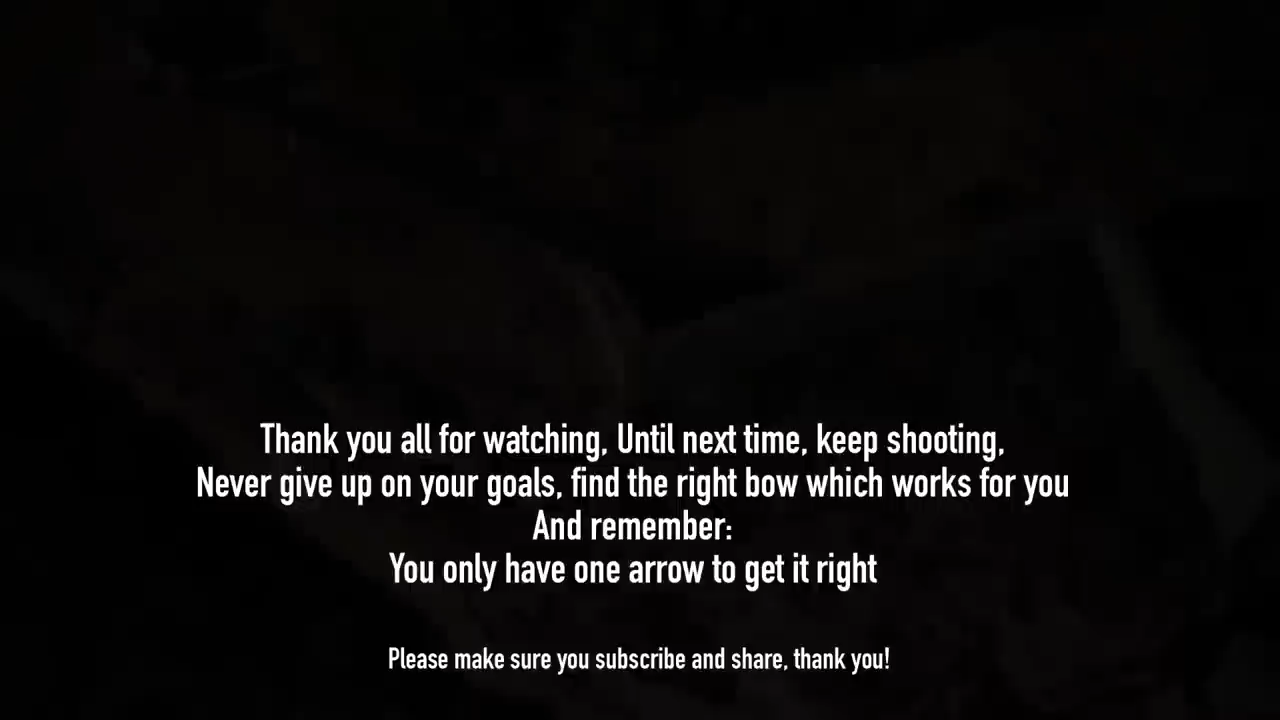 Thank you all for watching, Until next time, keep shooting,
Never give up on your goals, find the right bow which works for you
And remember:
You only have one arrow to get it right
Please make sure you subscribe and share, thank you!